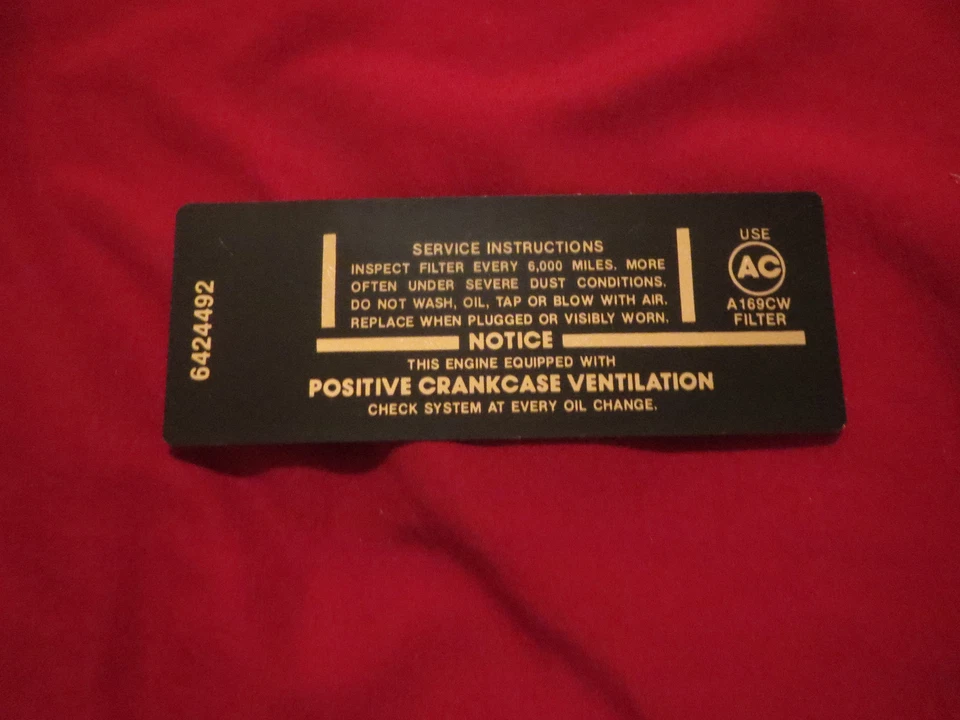 6424492
SERVICE INSTRUCTIONS
INSPECT FILTER EVERY 6,000 MILES. MORE
OFTEN UNDER SEVERE DUST CONDITIONS.
DO NOT WASH, OIL, TAP OR BLOW WITH AIR.
REPLACE WHEN PLUGGED OR VISIBLY WORN.
USE
AC
A169CW
FILTER
NOTICE
THIS ENGINE EQUIPPED WITH
POSITIVE CRANKCASE VENTILATION
CHECK SYSTEM AT EVERY OIL CHANGE.